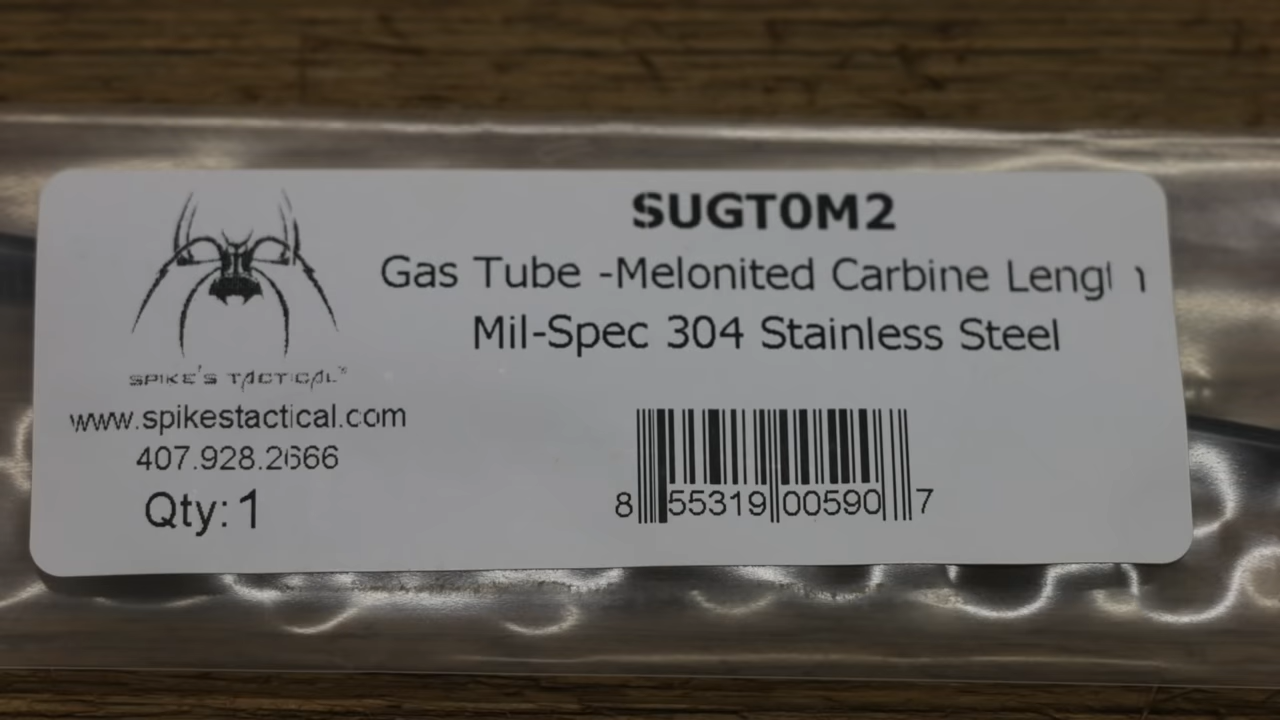 SUGT0M2
Gas Tube -Melonited Carbine
Mil-Spec 304 Stainless Steel
SPIKE'S TACTICAL
www.spikestactical.com
407.928.2666
Qty: 1
8 55319 00590 7